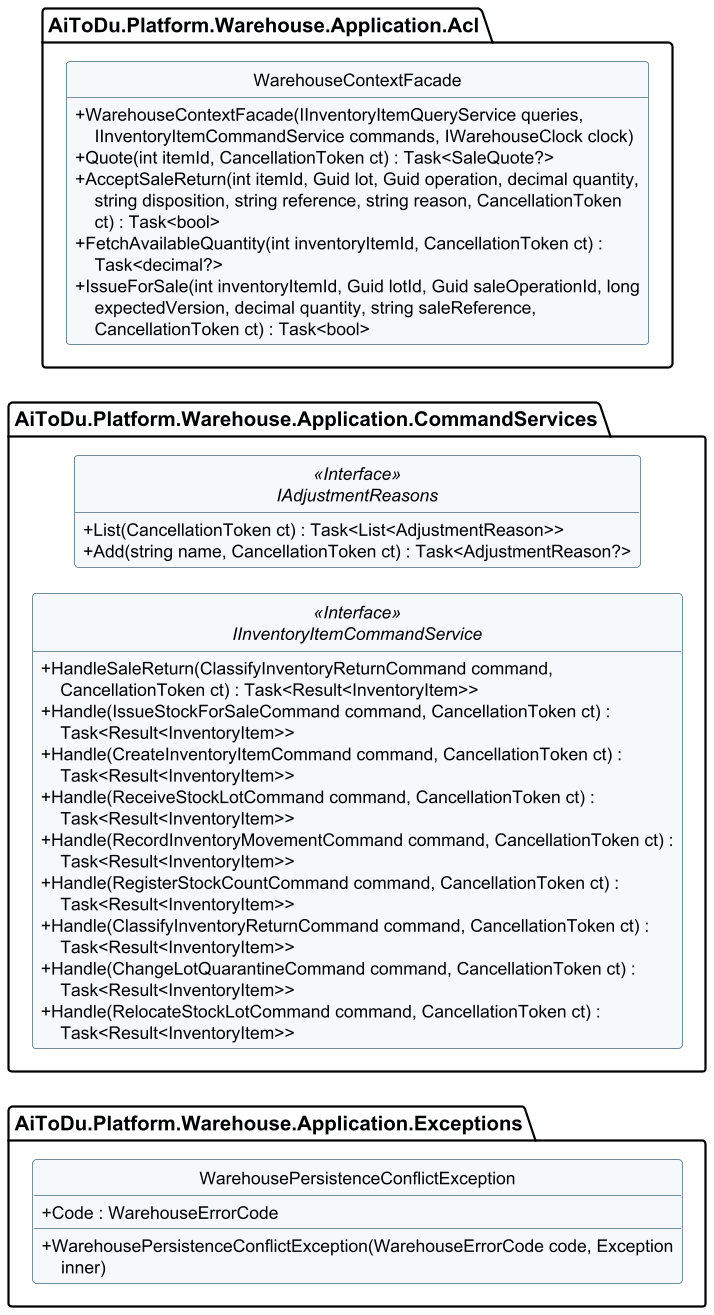 AiToDu.Platform.Warehouse.Application.Acl
WarehouseContextFacade
+WarehouseContextFacade(IInventoryItemQueryService queries,
IInventoryItemCommandService commands, IWarehouseClock clock)
+Quote(int itemId, CancellationToken ct) : Task<SaleQuote?>
+AcceptSaleReturn(int itemId, Guid lot, Guid operation, decimal quantity,
string disposition, string reference, string reason, CancellationToken
ct) : Task<bool>
+FetchAvailableQuantity(int inventoryItemId, CancellationToken ct) :
Task<decimal?>
+IssueForSale(int inventoryItemId, Guid lotId, Guid saleOperationId, long
expectedVersion, decimal quantity, string saleReference,
CancellationToken ct) : Task<bool>
AiToDu.Platform.Warehouse.Application.CommandServices
«Interface»
IAdjustmentReasons
+List(CancellationToken ct) : Task<List<AdjustmentReason>>
+Add(string name, CancellationToken ct) : Task<AdjustmentReason?>
«Interface»
IInventoryItemCommandService
+HandleSaleReturn(ClassifyInventoryReturnCommand command,
CancellationToken ct) : Task<Result<InventoryItem>>
+Handle(IssueStockForSaleCommand command, CancellationToken ct) :
Task<Result<InventoryItem>>
+Handle(CreateInventoryItemCommand command, CancellationToken ct) :
Task<Result<InventoryItem>>
+Handle(ReceiveStockLotCommand command, CancellationToken ct) :
Task<Result<InventoryItem>>
+Handle(RecordInventoryMovementCommand command, CancellationToken ct) :
Task<Result<InventoryItem>>
+Handle(RegisterStockCountCommand command, CancellationToken ct) :
Task<Result<InventoryItem>>
+Handle(ClassifyInventoryReturnCommand command, CancellationToken ct) :
Task<Result<InventoryItem>>
+Handle(ChangeLotQuarantineCommand command, CancellationToken ct) :
Task<Result<InventoryItem>>
+Handle(RelocateStockLotCommand command, CancellationToken ct) :
Task<Result<InventoryItem>>
AiToDu.Platform.Warehouse.Application.Exceptions
WarehousePersistenceConflictException
+Code : WarehouseErrorCode
+WarehousePersistenceConflictException(WarehouseErrorCode code, Exception
inner)